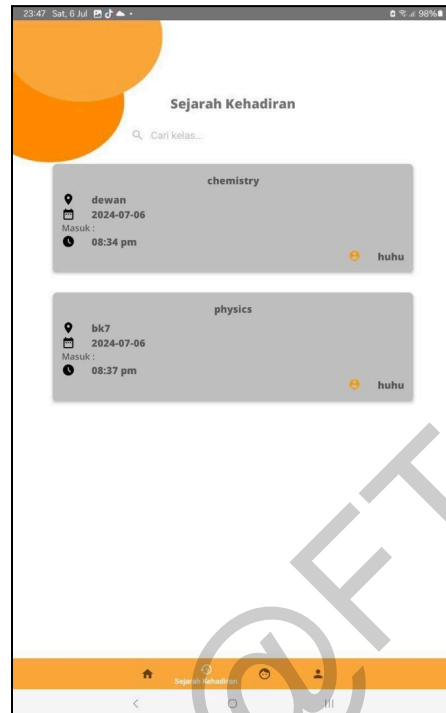 23:47 Sat, 6 Jul 98%
Sejarah Kehadiran
Cari kelas...
chemistry
dewan
2024-07-06
Masuk :
08:34 pm
huhu
physics
bk7
2024-07-06
Masuk :
08:37 pm
huhu
Sejarah Kehadiran
@FT